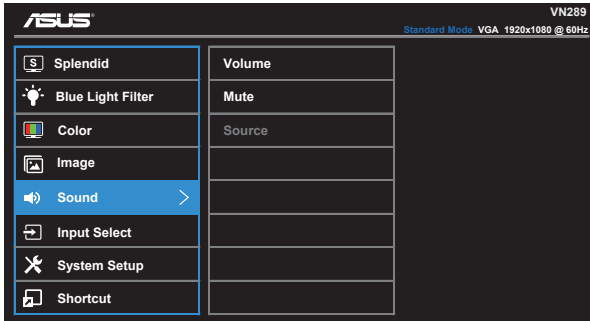 ASUS
VN289
Standard Mode VGA 1920x1080 @ 60Hz
S Splendid
Blue Light Filter
Color
Image
Sound
Input Select
System Setup
Shortcut
Volume
Mute
Source